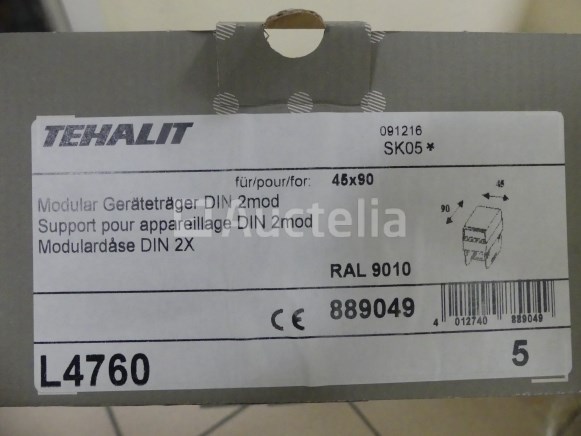 TEHALIT
091216
SK05*
für/pour/for: 45x90
Modular Geräteträger DIN 2mod
Support pour appareillage DIN 2mod
Modulardåse DIN 2X
45
90
Auctelia
RAL 9010
CE 889049
4 012740 889049
L4760
5